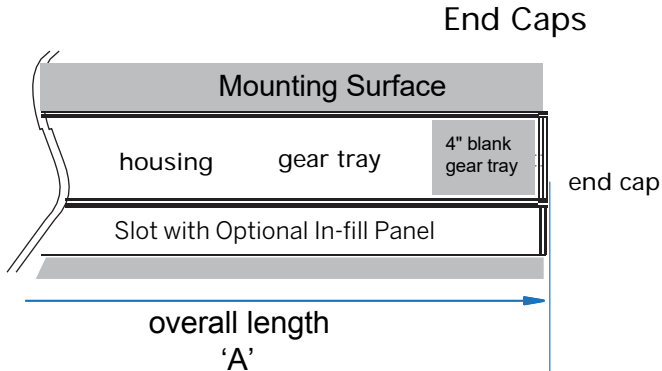 End Caps
Mounting Surface
housing
gear tray
4" blank
gear tray
end cap
Slot with Optional In-fill Panel
overall length
‘A’